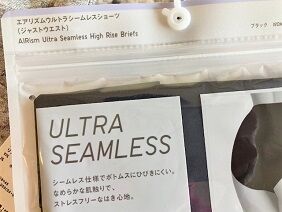 エアリズムウルトラシームレスショーツ
（ジャストウエスト）
AIRism Ultra Seamless High Rise Briefs
ブラック
ULTRA
SEAMLESS
シームレス仕様でボトムスにひびきにくい。
なめらかな肌触りで、
ストレスフリーなはき心地。